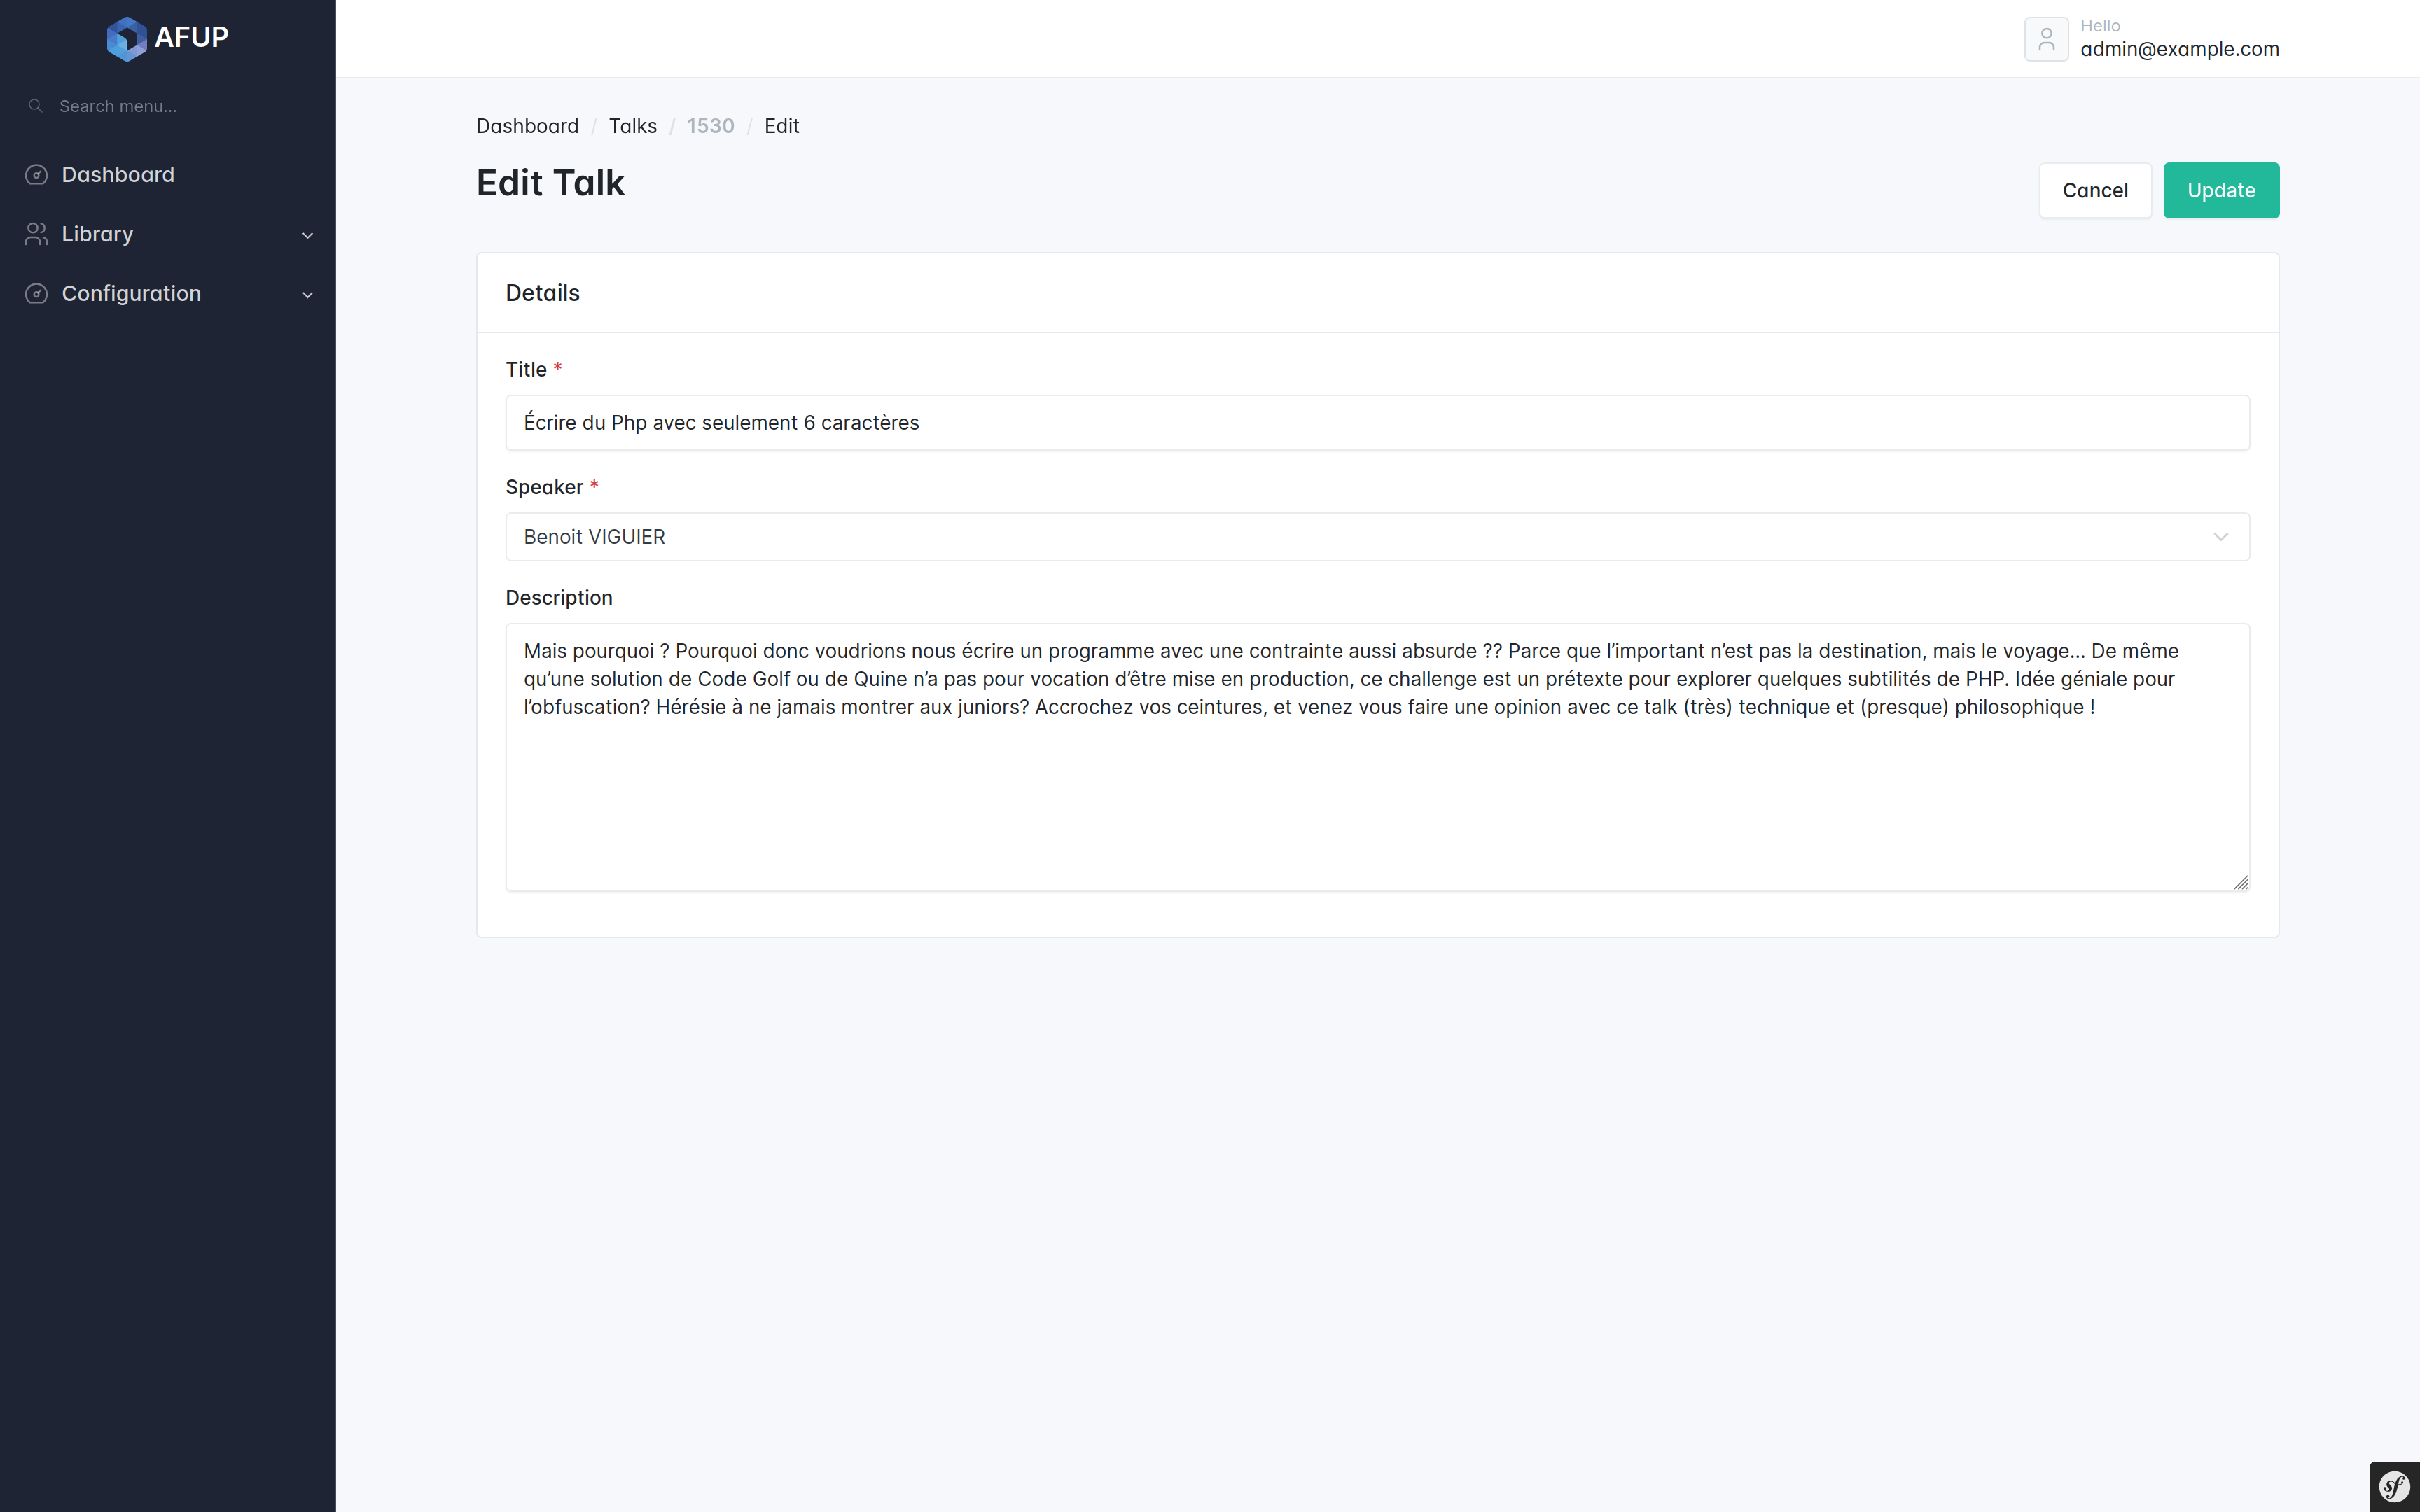 AFUP
Search menu...
Dashboard
Library
Configuration
Hello
admin@example.com
Dashboard / Talks / 1530 / Edit
Edit Talk
Cancel
Update
Details
Title *
Écrire du Php avec seulement 6 caractères
Speaker *
Benoit VIGUIER
Description
Mais pourquoi ? Pourquoi donc voudrions nous écrire un programme avec une contrainte aussi absurde ?? Parce que l’important n’est pas la destination, mais le voyage... De même
qu’une solution de Code Golf ou de Quine n’a pas pour vocation d’être mise en production, ce challenge est un prétexte pour explorer quelques subtilités de PHP. Idée géniale pour
l’obfuscation? Hérésie à ne jamais montrer aux juniors? Accrochez vos ceintures, et venez vous faire une opinion avec ce talk (très) technique et (presque) philosophique !
sf